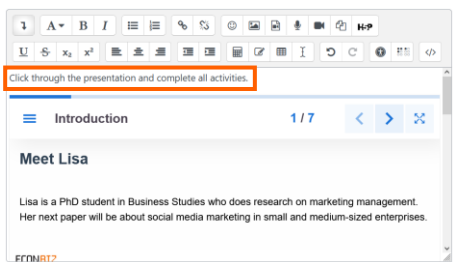 A B I H-P
U S x₂ x² </>
Click through the presentation and complete all activities.
Introduction 1 / 7
Meet Lisa
Lisa is a PhD student in Business Studies who does research on marketing management.
Her next paper will be about social media marketing in small and medium-sized enterprises.
ECONBIZ